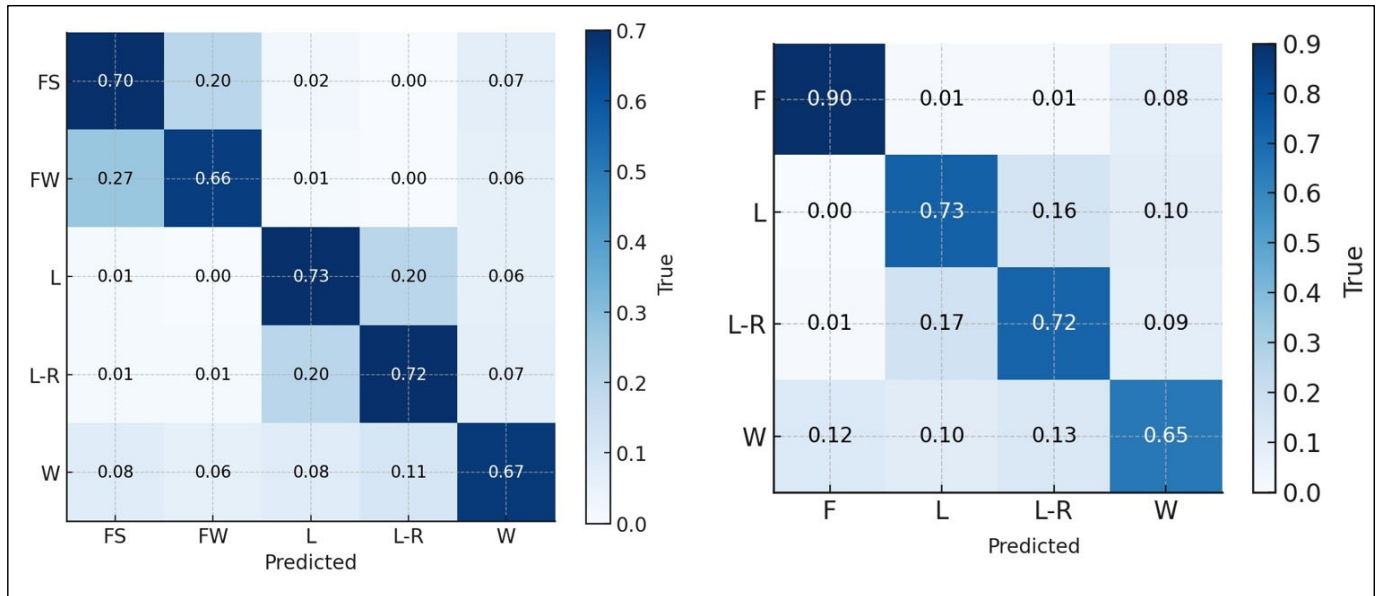 FS 0.70 0.20 0.02 0.00 0.07
FW 0.27 0.66 0.01 0.00 0.06
L 0.01 0.00 0.73 0.20 0.06
L-R 0.01 0.01 0.20 0.72 0.07
W 0.08 0.06 0.08 0.11 0.67
FS FW L L-R W
Predicted
0.7
0.6
0.5
0.4
0.3
0.2
0.1
0.0
True
F 0.90 0.01 0.01 0.08
L 0.00 0.73 0.16 0.10
L-R 0.01 0.17 0.72 0.09
W 0.12 0.10 0.13 0.65
F L L-R W
Predicted
0.9
0.8
0.7
0.6
0.5
0.4
0.3
0.2
0.1
0.0
True